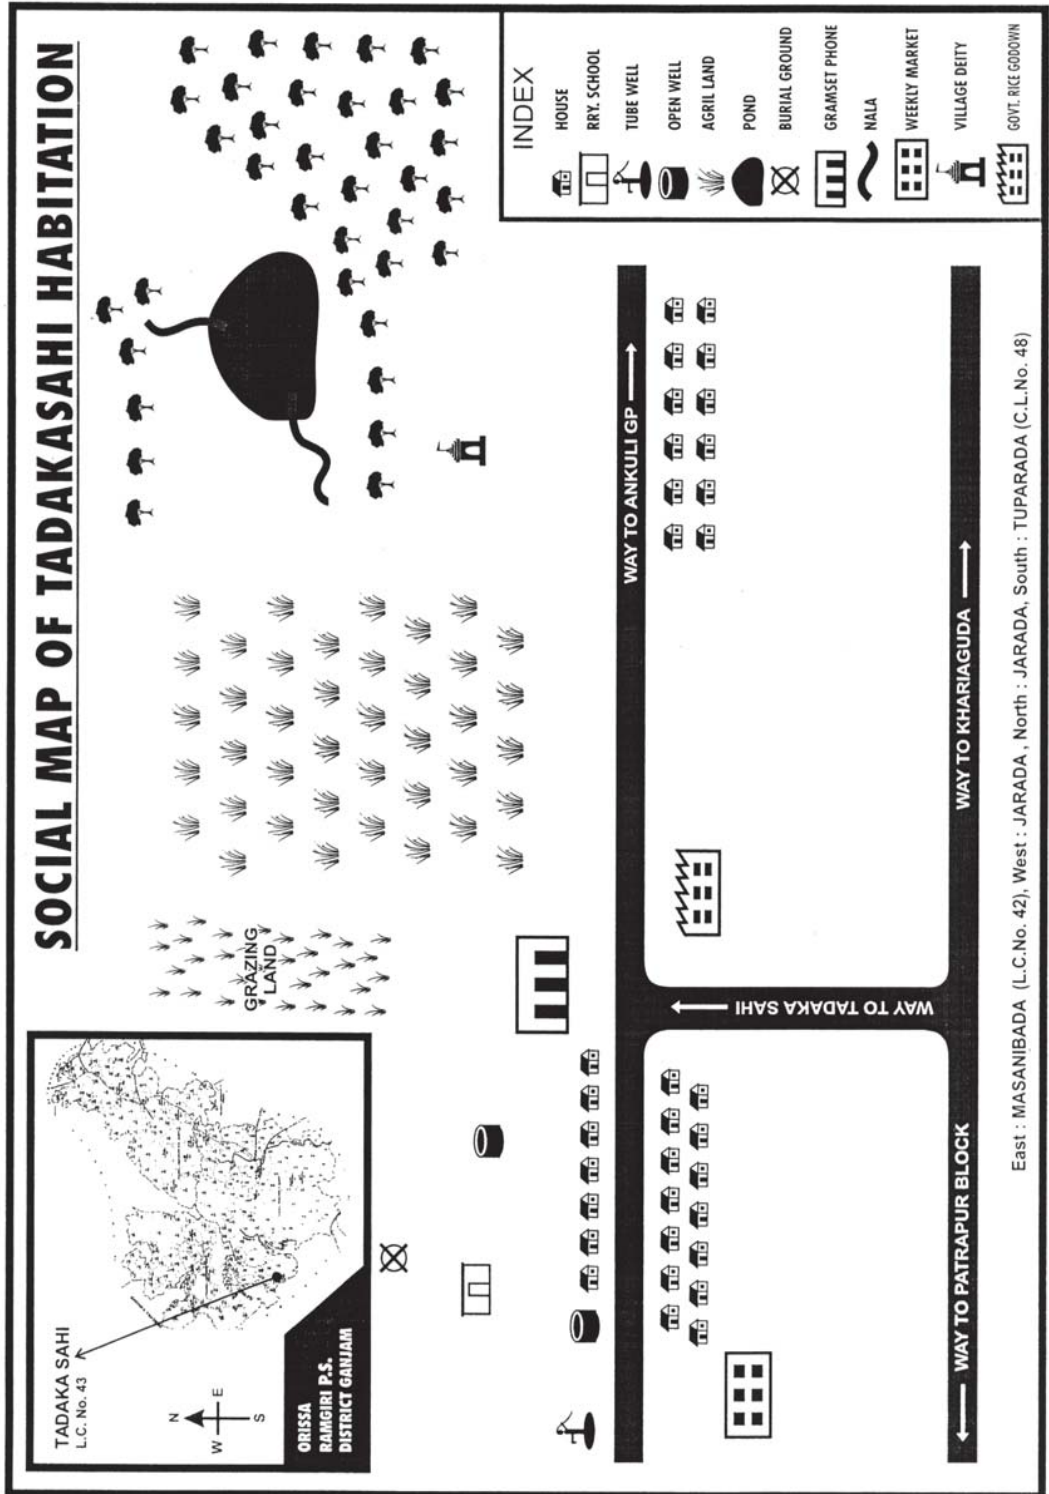 SOCIAL MAP OF TADAKASAHI HABITATION
TADAKA SAHI
L.C. No. 43
N
W E
S
ORISSA
RAMGIRI P.S.
DISTRICT GANJAM
GRAZING
LAND
INDEX
HOUSE
RRY. SCHOOL
TUBE WELL
OPEN WELL
AGRIL LAND
POND
BURIAL GROUND
GRAMSET PHONE
NALA
WEEKLY MARKET
VILLAGE DEITY
GOVT. RICE GODOWN
WAY TO ANKULI GP
WAY TO TADAKA SAHI
WAY TO PATRAPUR BLOCK
WAY TO KHARIAGUDA
East : MASANIBADA (L.C.No. 42), West : JARADA , North : JARADA, South : TUPARADA (C.L.No. 48)